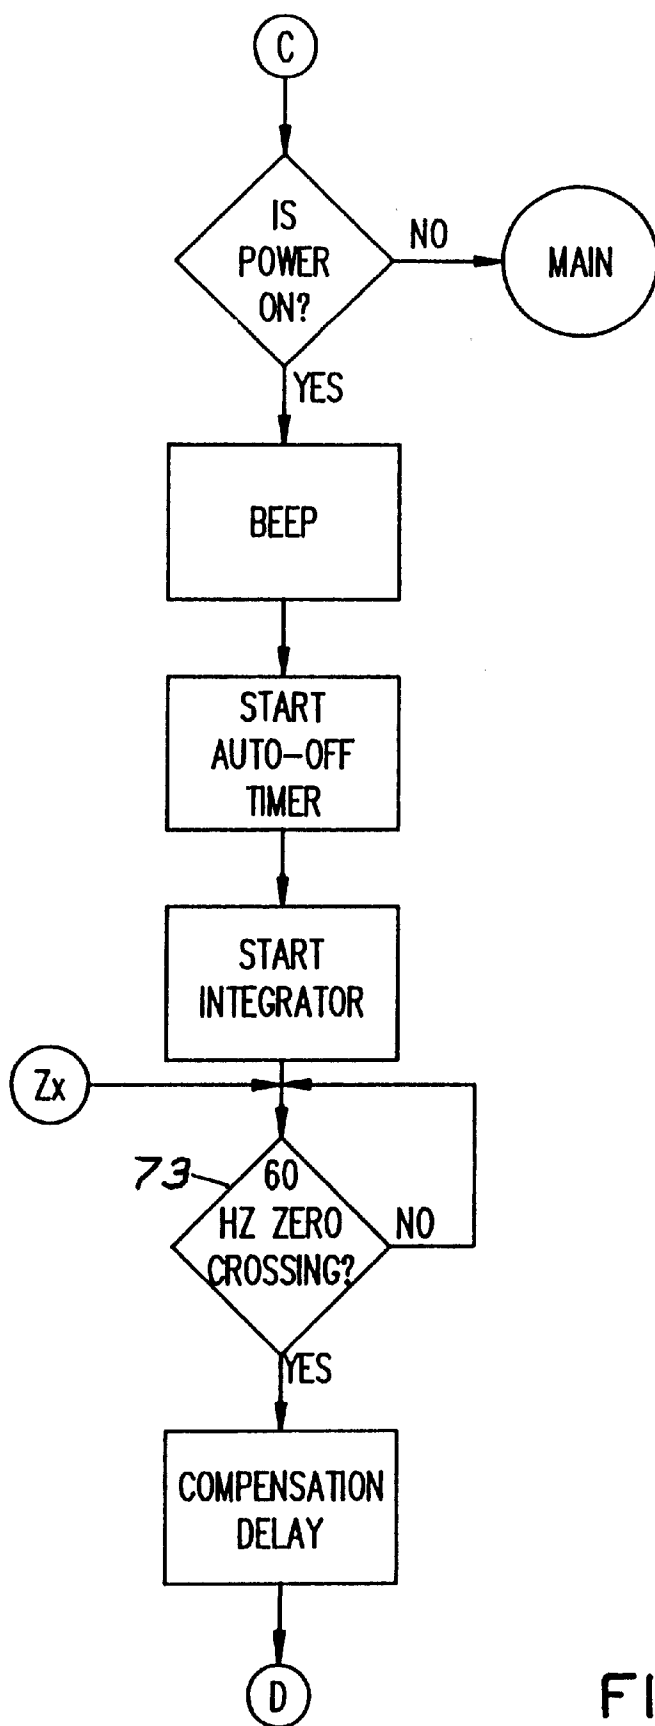 C
IS
POWER
ON?
NO
MAIN
YES
BEEP
START
AUTO-OFF
TIMER
START
INTEGRATOR
Zx
73
60
HZ ZERO
CROSSING?
NO
YES
COMPENSATION
DELAY
D
FI